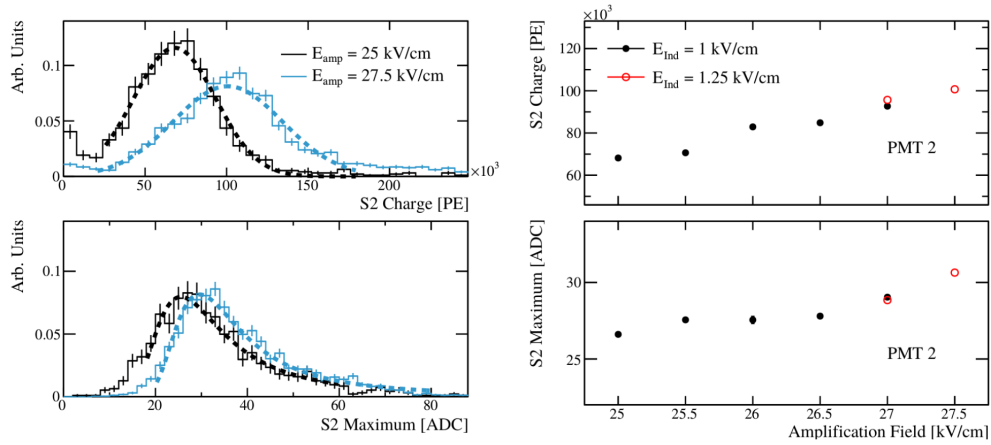 Arb. Units
0.1
0.05
0
E_amp = 25 kV/cm
E_amp = 27.5 kV/cm
0 50 100 150 200 ×10³
S2 Charge [PE]
Arb. Units
0.1
0.05
0
0 20 40 60 80
S2 Maximum [ADC]
×10³
S2 Charge [PE]
120
100
80
60
E_Ind = 1 kV/cm
E_Ind = 1.25 kV/cm
PMT 2
S2 Maximum [ADC]
30
25
PMT 2
25 25.5 26 26.5 27 27.5
Amplification Field [kV/cm]